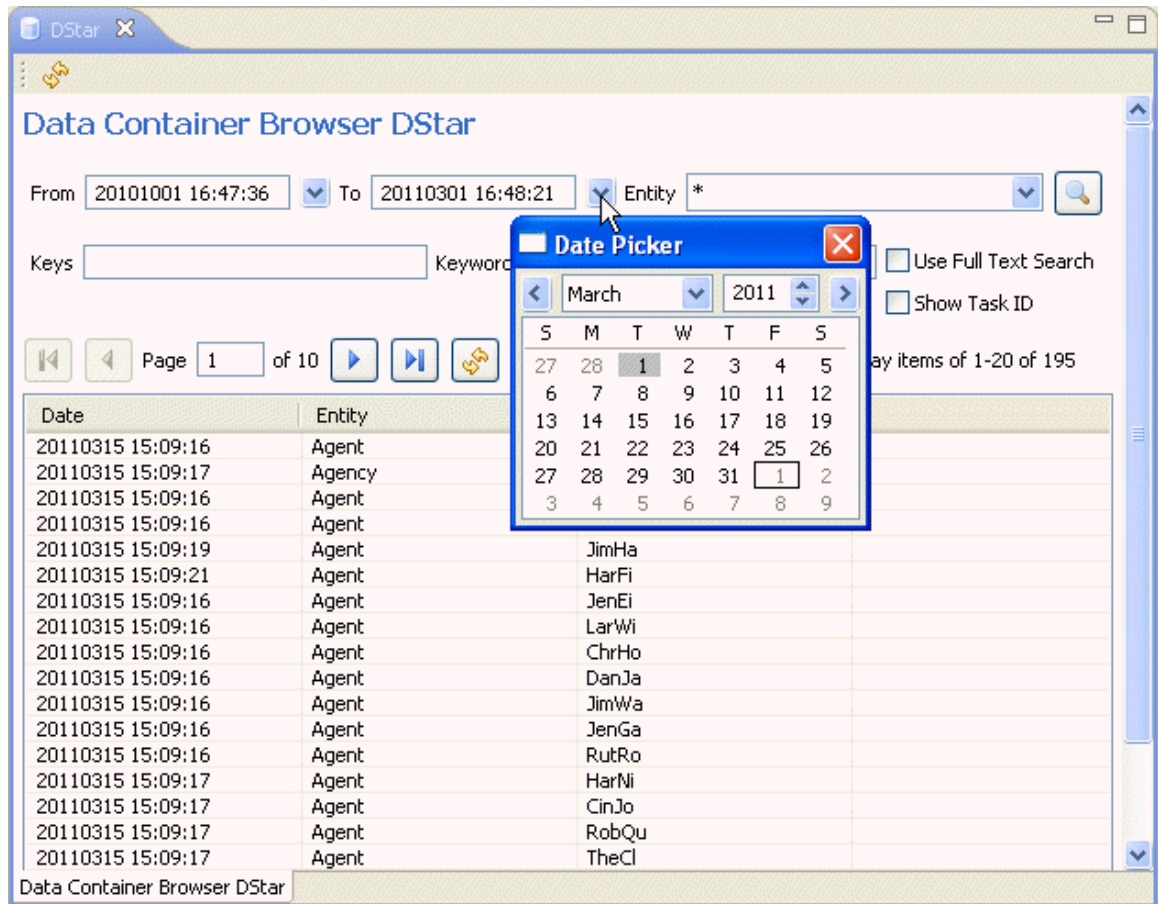 DStar
Data Container Browser DStar
From 20101001 16:47:36 To 20110301 16:48:21 Entity *
Keys Keyword Use Full Text Search
Show Task ID
Page 1 of 10 ay items of 1-20 of 195
Date Picker
March 2011
S M T W T F S
27 28 1 2 3 4 5
6 7 8 9 10 11 12
13 14 15 16 17 18 19
20 21 22 23 24 25 26
27 28 29 30 31 1 2
3 4 5 6 7 8 9
Date Entity
20110315 15:09:16 Agent
20110315 15:09:17 Agency
20110315 15:09:16 Agent
20110315 15:09:16 Agent
20110315 15:09:19 Agent JimHa
20110315 15:09:21 Agent HarFi
20110315 15:09:16 Agent JenEi
20110315 15:09:16 Agent LarWi
20110315 15:09:16 Agent ChrHo
20110315 15:09:16 Agent DanJa
20110315 15:09:16 Agent JimWa
20110315 15:09:16 Agent JenGa
20110315 15:09:16 Agent RutRo
20110315 15:09:17 Agent HarNi
20110315 15:09:17 Agent CinJo
20110315 15:09:17 Agent RobQu
20110315 15:09:17 Agent TheCl
Data Container Browser DStar